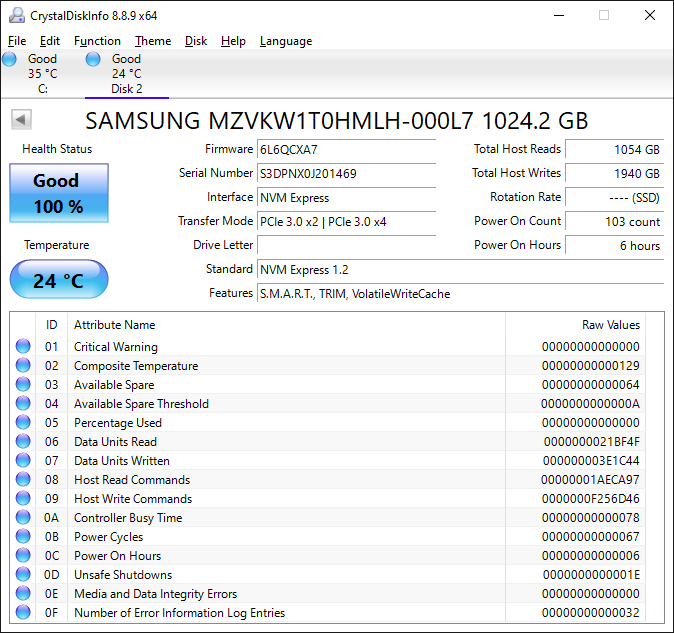 CrystalDiskInfo 8.8.9 x64
File Edit Function Theme Disk Help Language
Good
35 °C
C:
Good
24 °C
Disk 2
SAMSUNG MZVKW1T0HMLH-000L7 1024.2 GB
Health Status
Good
100 %
Temperature
24 °C
Firmware 6L6QCXA7
Serial Number S3DPNX0J201469
Interface NVM Express
Transfer Mode PCIe 3.0 x2 | PCIe 3.0 x4
Drive Letter
Standard NVM Express 1.2
Features S.M.A.R.T., TRIM, VolatileWriteCache
Total Host Reads 1054 GB
Total Host Writes 1940 GB
Rotation Rate ---- (SSD)
Power On Count 103 count
Power On Hours 6 hours
ID Attribute Name Raw Values
01 Critical Warning 00000000000000
02 Composite Temperature 00000000000129
03 Available Spare 00000000000064
04 Available Spare Threshold 0000000000000A
05 Percentage Used 00000000000000
06 Data Units Read 0000000021BF4F
07 Data Units Written 000000003E1C44
08 Host Read Commands 00000001AECA97
09 Host Write Commands 0000000F256D46
0A Controller Busy Time 00000000000078
0B Power Cycles 00000000000067
0C Power On Hours 00000000000006
0D Unsafe Shutdowns 0000000000001E
0E Media and Data Integrity Errors 00000000000000
0F Number of Error Information Log Entries 00000000000032